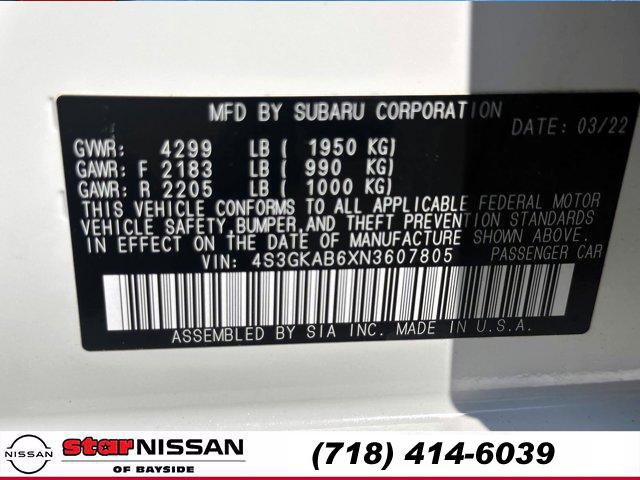 MFD BY SUBARU CORPORATION
DATE: 03/22
GVWR: 4299 LB ( 1950 KG)
GAWR: F 2183 LB ( 990 KG)
GAWR: R 2205 LB ( 1000 KG)
THIS VEHICLE CONFORMS TO ALL APPLICABLE FEDERAL MOTOR
VEHICLE SAFETY, BUMPER, AND THEFT PREVENTION STANDARDS
IN EFFECT ON THE DATE OF MANUFACTURE SHOWN ABOVE.
VIN: 4S3GKAB6XN3607805 PASSENGER CAR
ASSEMBLED BY SIA INC. MADE IN U.S.A.
NISSAN
star NISSAN
OF BAYSIDE
(718) 414-6039